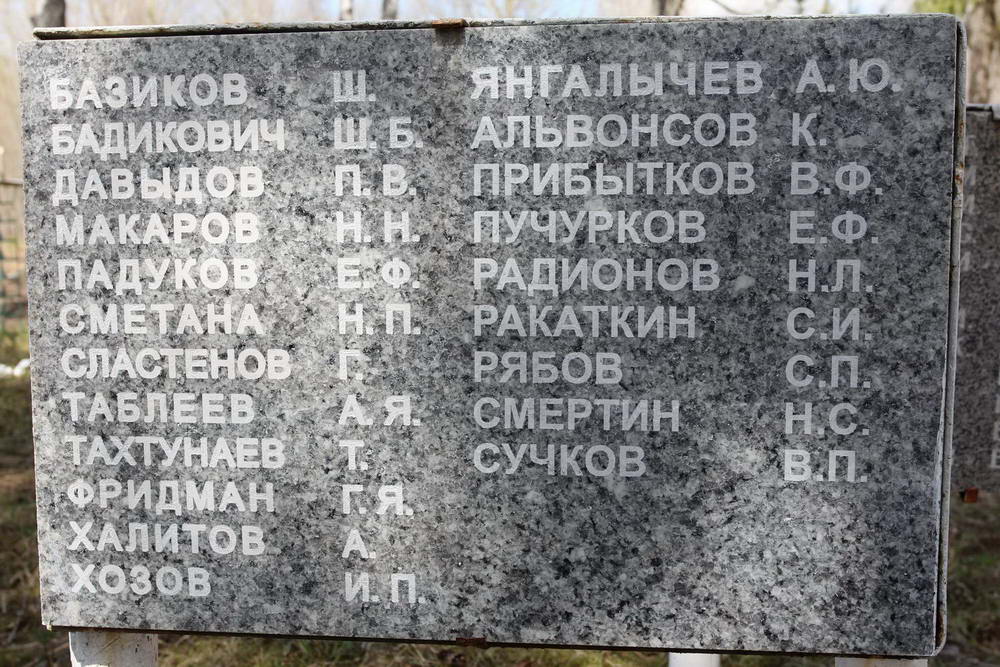 БАЗИКОВ Ш.
БАДИКОВИЧ Ш.Б.
ДАВЫДОВ П.В.
МАКАРОВ Н.Н.
ПАДУКОВ Е.Ф.
СМЕТАНА Н.П.
СЛАСТЕНОВ Г.
ТАБЛЕЕВ А.Я.
ТАХТУНАЕВ Т.
ФРИДМАН Г.Я.
ХАЛИТОВ А.
ХОЗОВ И.П.
ЯНГАЛЫЧЕВ А.Ю.
АЛЬВОНСОВ К.
ПРИБЫТКОВ В.Ф.
ПУЧУРКОВ Е.Ф.
РАДИОНОВ Н.Л.
РАКАТКИН С.И.
РЯБОВ С.П.
СМЕРТИН Н.С.
СУЧКОВ В.П.